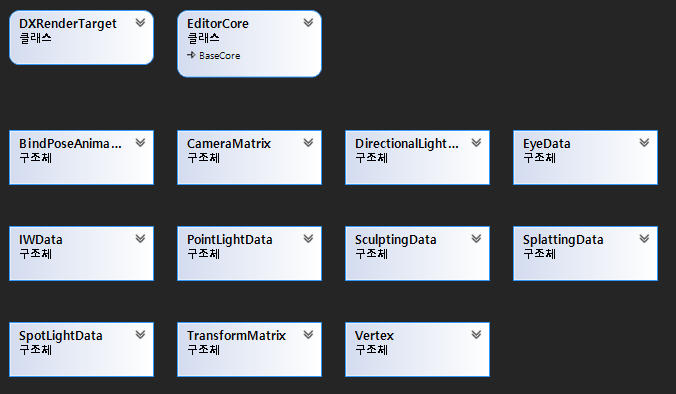 DXRenderTarget
클래스
EditorCore
클래스
BaseCore
BindPoseAnima...
구조체
CameraMatrix
구조체
DirectionalLight...
구조체
EyeData
구조체
IWData
구조체
PointLightData
구조체
SculptingData
구조체
SplattingData
구조체
SpotLightData
구조체
TransformMatrix
구조체
Vertex
구조체